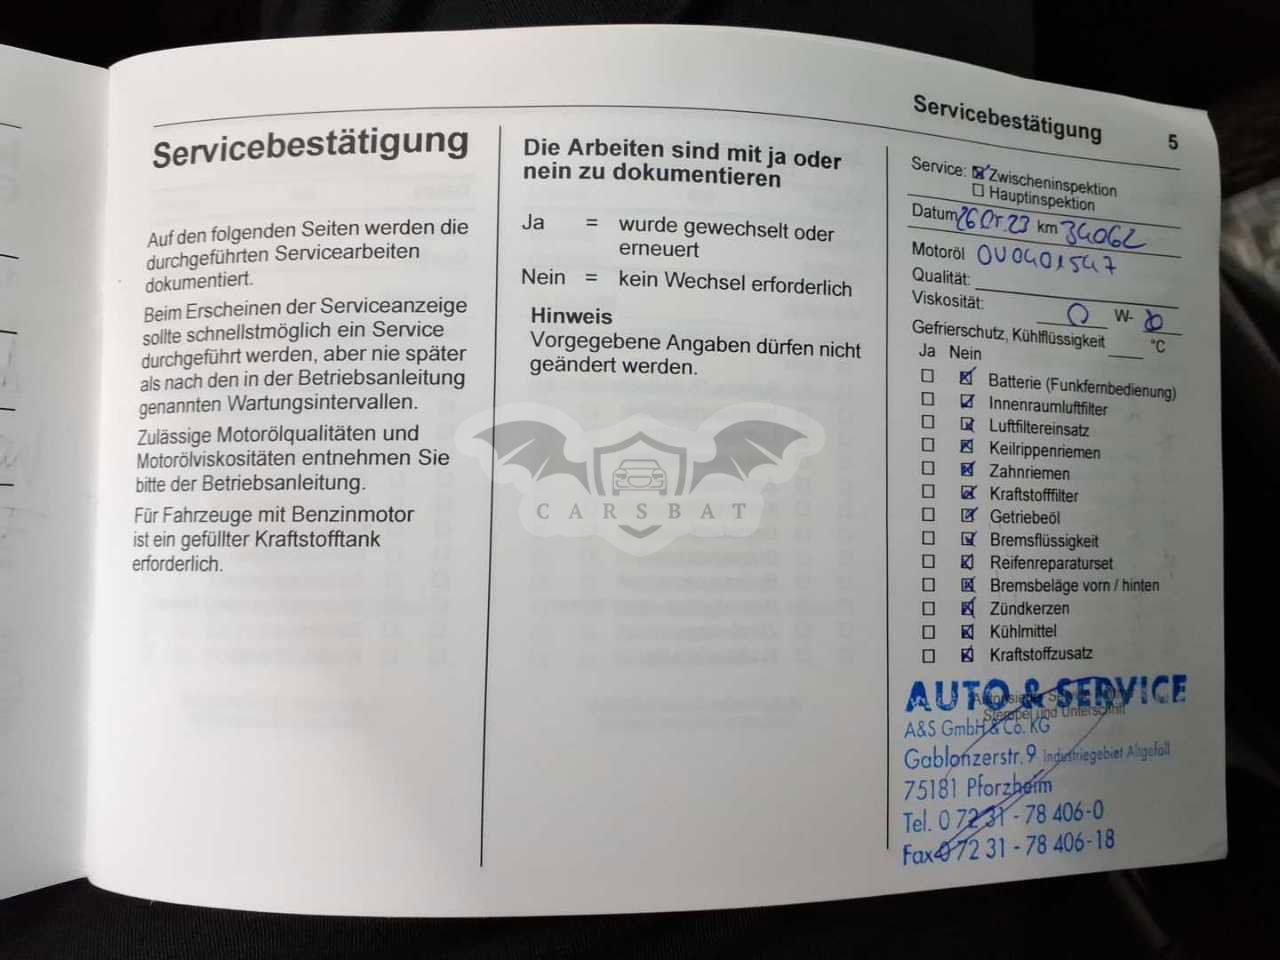 Servicebestätigung 5
Servicebestätigung
Auf den folgenden Seiten werden die
durchgeführten Servicearbeiten
dokumentiert.
Beim Erscheinen der Serviceanzeige
sollte schnellstmöglich ein Service
durchgeführt werden, aber nie später
als nach den in der Betriebsanleitung
genannten Wartungsintervallen.
Zulässige Motorölqualitäten und
Motorölviskositäten entnehmen Sie
bitte der Betriebsanleitung.
Für Fahrzeuge mit Benzinmotor
ist ein gefüllter Kraftstofftank
erforderlich.
Die Arbeiten sind mit ja oder
nein zu dokumentieren
Ja = wurde gewechselt oder
erneuert
Nein = kein Wechsel erforderlich
Hinweis
Vorgegebene Angaben dürfen nicht
geändert werden.
CARSBAT
Service: Zwischeninspektion
Hauptinspektion
Datum km 34062
Motoröl OV0401547
Qualität:
Viskosität: 0 W-
Gefrierschutz, Kühlflüssigkeit °C
Ja Nein
Batterie (Funkfernbedienung)
Innenraumluftfilter
Luftfiltereinsatz
Keilrippenriemen
Zahnriemen
Kraftstofffilter
Getriebeöl
Bremsflüssigkeit
Reifenreparaturset
Bremsbeläge vorn / hinten
Zündkerzen
Kühlmittel
Kraftstoffzusatz
AUTO & SERVICE
Stempel und Unterschrift
A&S GmbH & Co. KG
Gablonzerstr. 9 Industriegebiet Altgefäll
75181 Pforzheim
Tel. 0 72 31 - 78 406-0
Fax 0 72 31 - 78 406-18